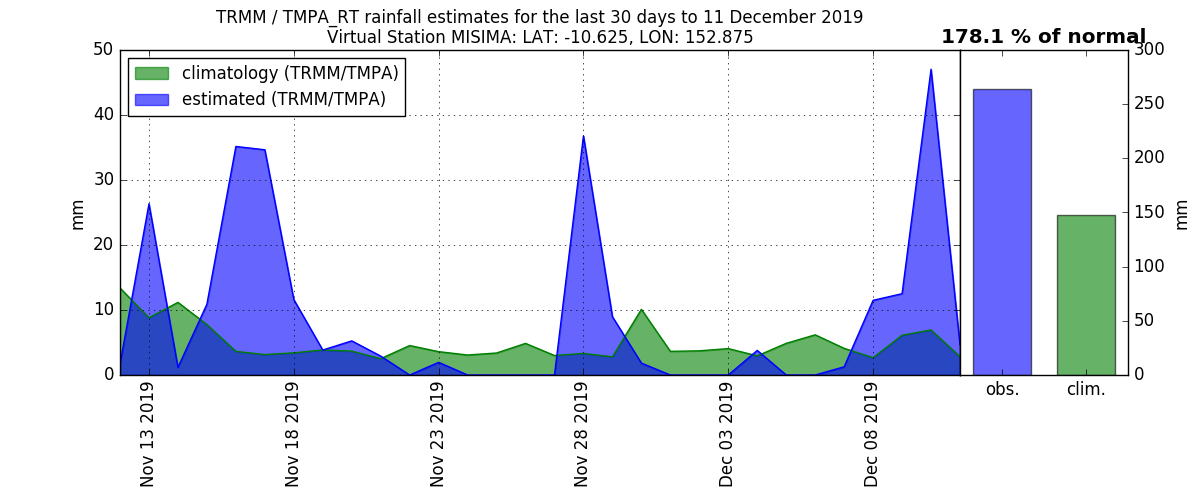 TRMM / TMPA_RT rainfall estimates for the last 30 days to 11 December 2019
Virtual Station MISIMA: LAT: -10.625, LON: 152.875
178.1 % of normal
climatology (TRMM/TMPA)
estimated (TRMM/TMPA)
50
40
30
20
10
0
mm
Nov 13 2019
Nov 18 2019
Nov 23 2019
Nov 28 2019
Dec 03 2019
Dec 08 2019
300
250
200
150
100
50
0
mm
obs.
clim.